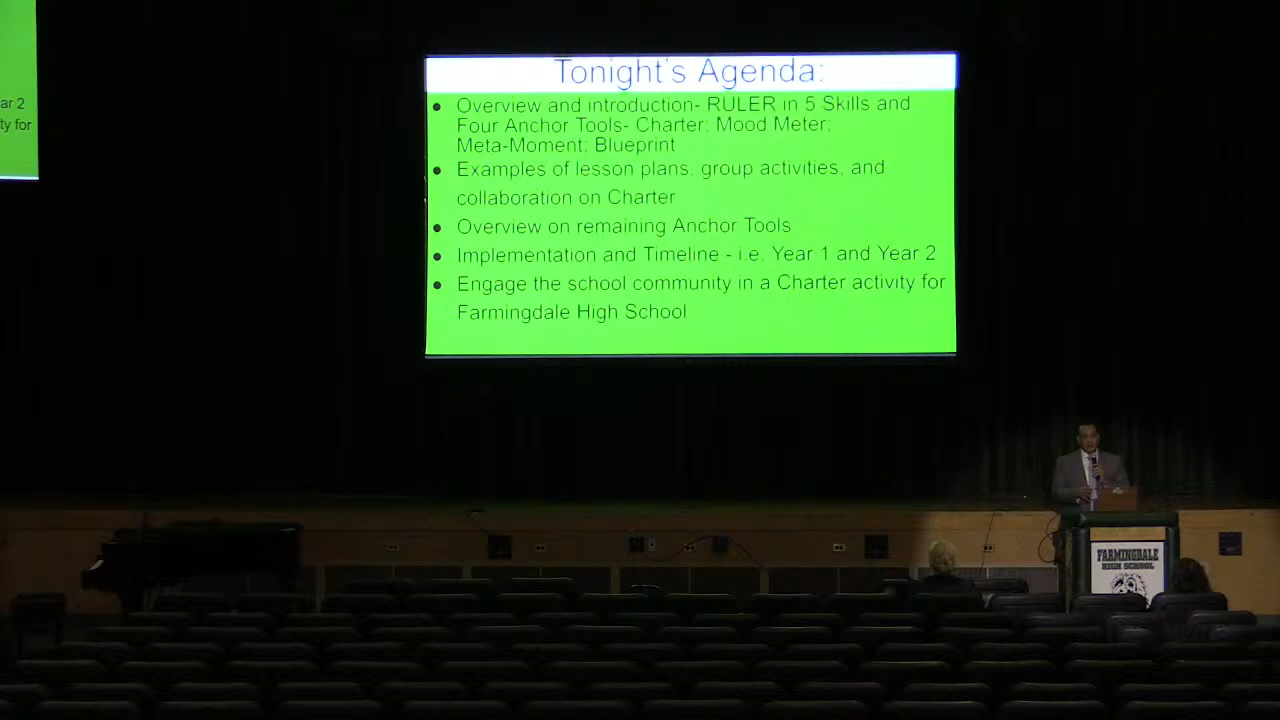 ar 2
ty for
Tonight's Agenda:
● Overview and introduction- RULER in 5 Skills and
Four Anchor Tools- Charter; Mood Meter;
Meta-Moment; Blueprint
● Examples of lesson plans, group activities, and
collaboration on Charter
● Overview on remaining Anchor Tools
● Implementation and Timeline - i.e. Year 1 and Year 2
● Engage the school community in a Charter activity for
Farmingdale High School
FARMINGDALE
HIGH SCHOOL